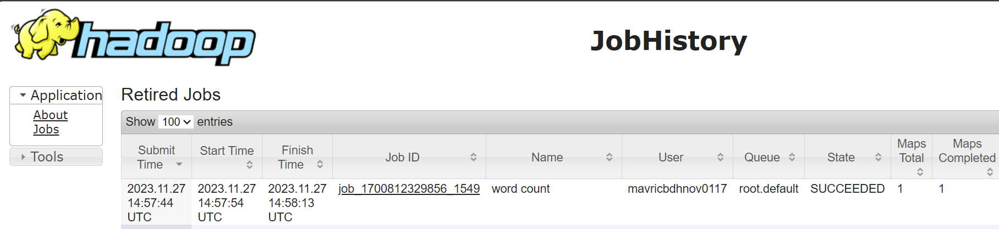 hadoop
JobHistory
Application
About
Jobs
Tools
Retired Jobs
Show 100 entries
Submit Time
Start Time
Finish Time
Job ID
Name
User
Queue
State
Maps Total
Maps Completed
2023.11.27 14:57:44 UTC
2023.11.27 14:57:54 UTC
2023.11.27 14:58:13 UTC
job_1700812329856_1549
word count
mavricbdhnov0117
root.default
SUCCEEDED
1
1